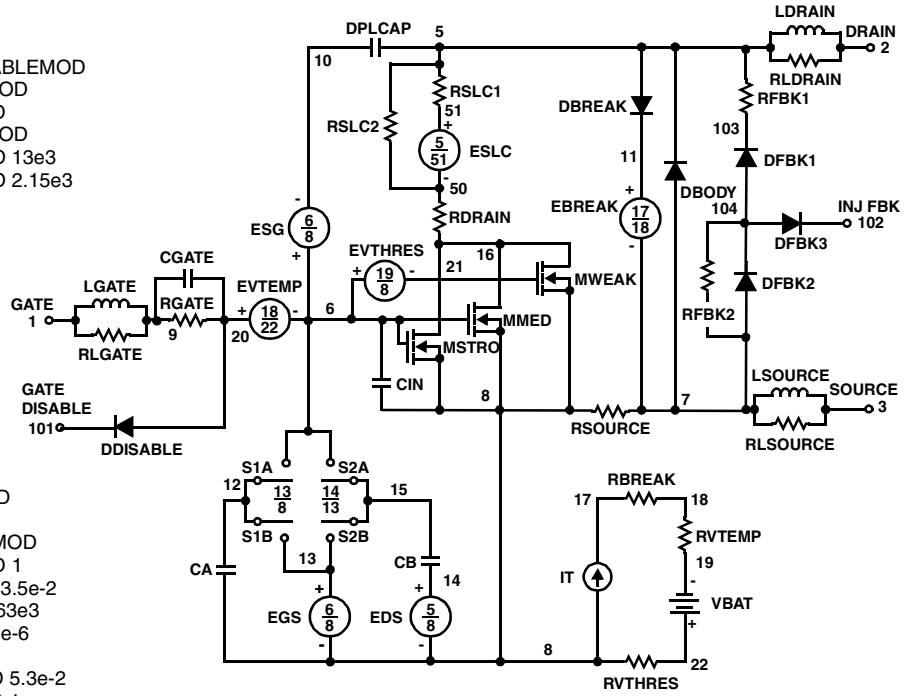 LDRAIN
DPLCAP 5 DRAIN
2
10
ABLEMOD
OD
D
OD
D 13e3
D 2.15e3
RLDRAIN
RSLC1
RFBK1
51
DBREAK
RSLC2
+
5
51
ESLC
103
DFBK1
11
-
50
-
RDRAIN
+
DBODY
104
INJ FBK
102
EBREAK
17
18
ESG
6
8
DFBK3
EVTHRES
16
+
CGATE
+
19
8
-
21
MWEAK
-
DFBK2
LGATE
EVTEMP
RFBK2
GATE
1
RGATE
+
18
22
-
6
MMED
9
20
RLGATE
MSTRO
LSOURCE
GATE
DISABLE
101
CIN
8
7
SOURCE
3
RSOURCE
RLSOURCE
DDISABLE
S1A
S2A
RBREAK
12
13
8
14
13
15
17
18
D
S1B
S2B
RVTEMP
MOD
D 1
3.5e-2
63e3
e-6
13
CB
19
CA
IT
-
14
+
+
VBAT
EGS
6
8
EDS
5
8
+
-
-
8
22
D 5.3e-2
RVTHRES